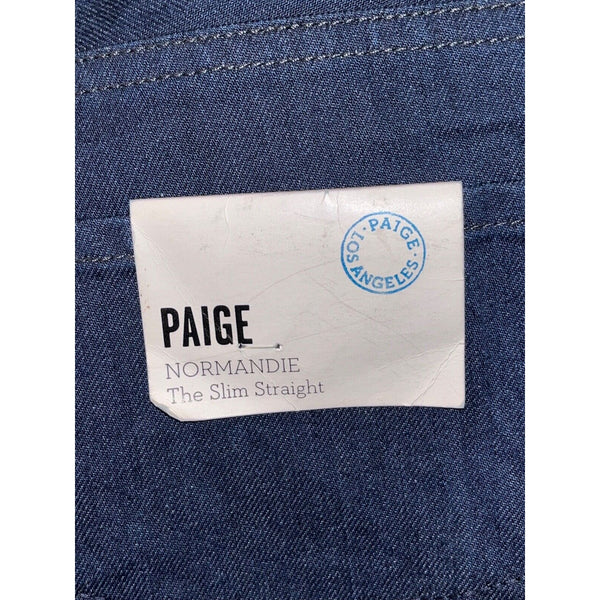 ·PAIGE·
LOS ANGELES
PAIGE
NORMANDIE
The Slim Straight